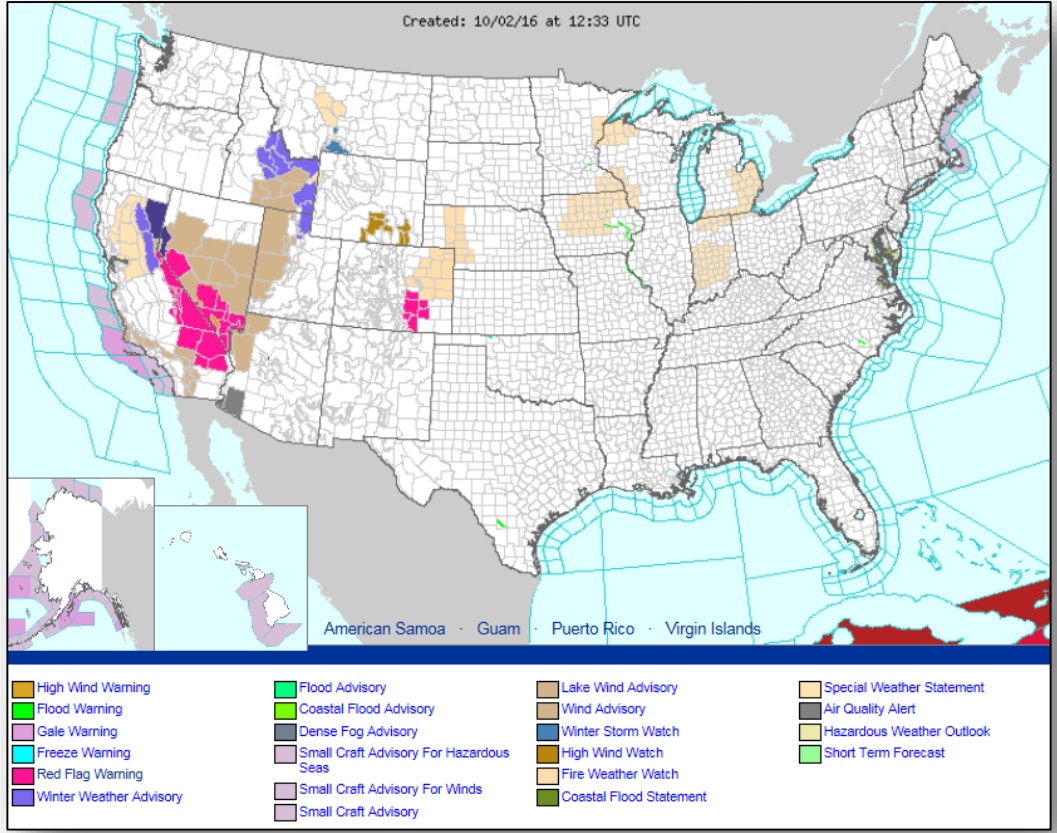 Created: 10/02/16 at 12:33 UTC
American Samoa · Guam · Puerto Rico · Virgin Islands
High Wind Warning
Flood Warning
Gale Warning
Freeze Warning
Red Flag Warning
Winter Weather Advisory
Flood Advisory
Coastal Flood Advisory
Dense Fog Advisory
Small Craft Advisory For Hazardous
Seas
Small Craft Advisory For Winds
Small Craft Advisory
Lake Wind Advisory
Wind Advisory
Winter Storm Watch
High Wind Watch
Fire Weather Watch
Coastal Flood Statement
Special Weather Statement
Air Quality Alert
Hazardous Weather Outlook
Short Term Forecast